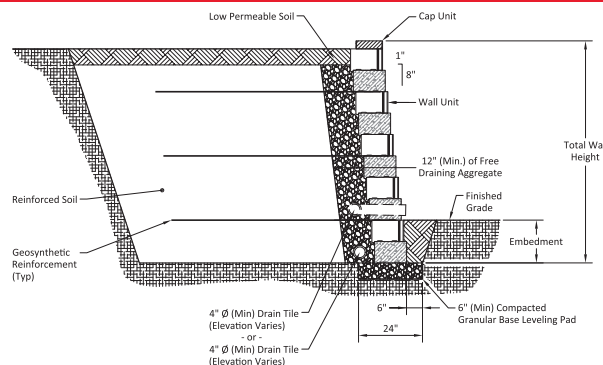 Low Permeable Soil
Cap Unit
1"
8"
Wall Unit
Total Wa
Height
12" (Min.) of Free
Draining Aggregate
Reinforced Soil
Finished
Grade
Embedment
Geosynthetic
Reinforcement
(Typ)
6"
6" (Min) Compacted
Granular Base Leveling Pad
24"
4" Ø (Min) Drain Tile
(Elevation Varies)
- or -
4" Ø (Min) Drain Tile
(Elevation Varies)